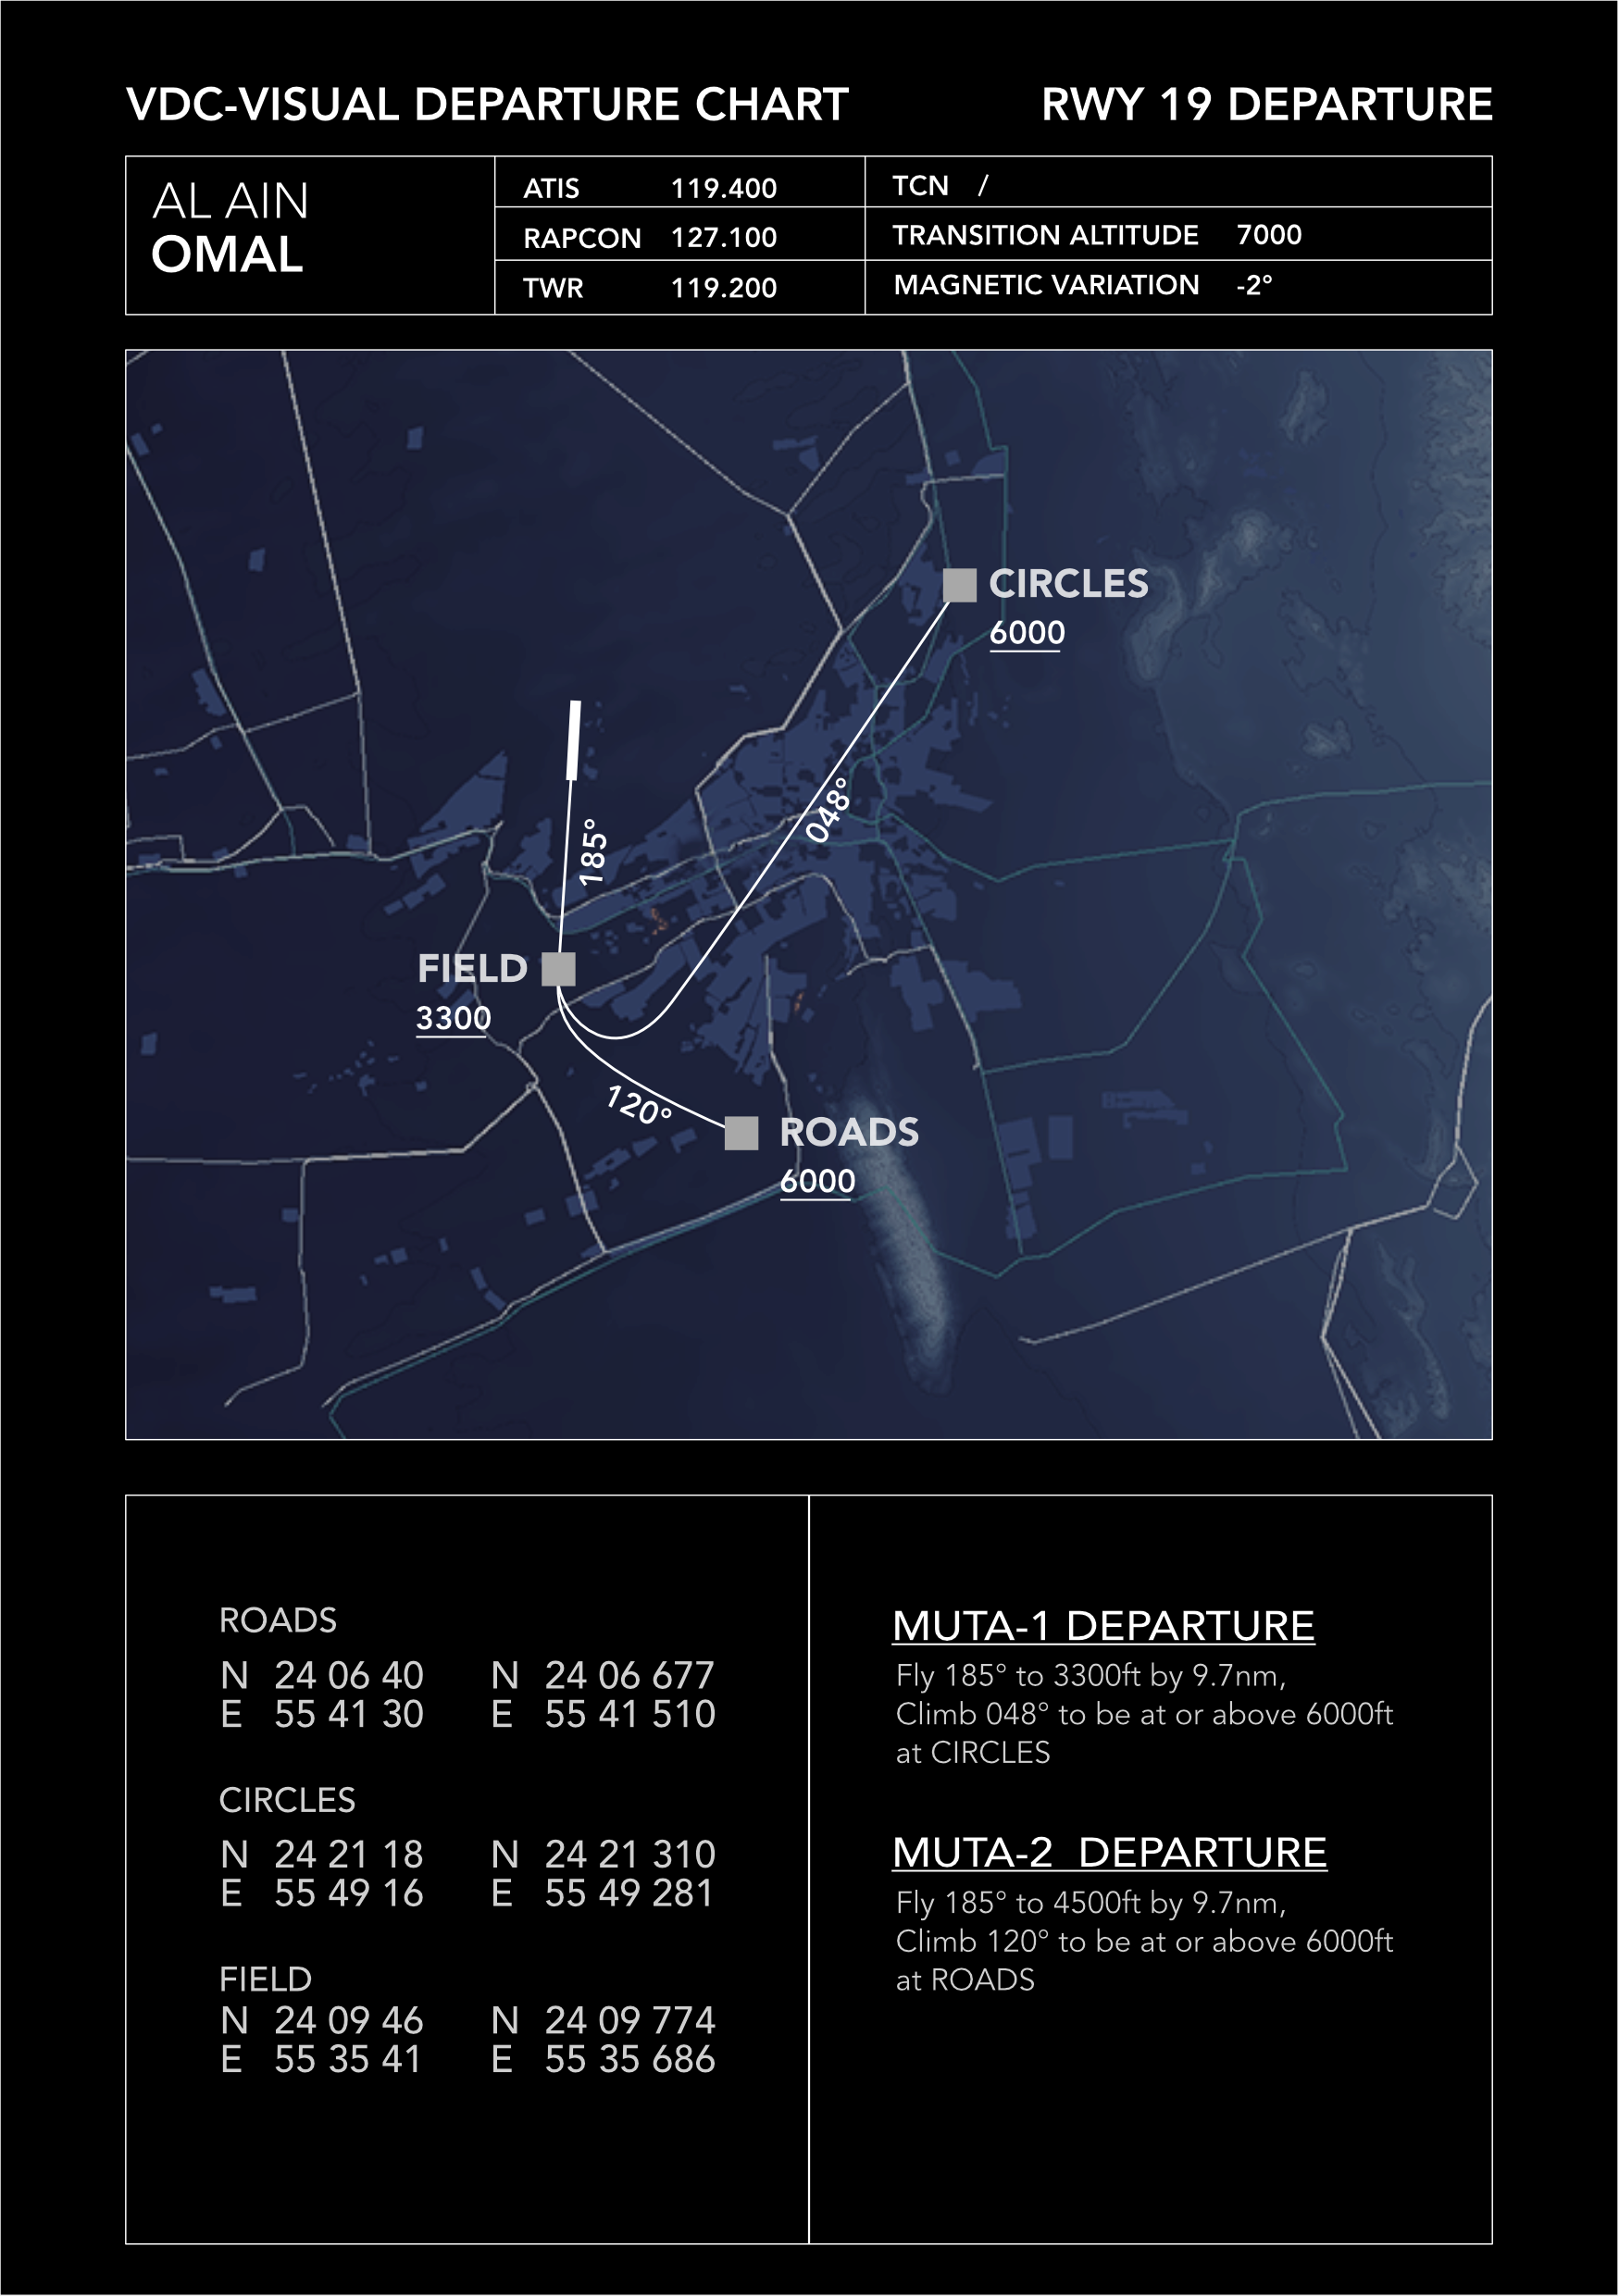 VDC-VISUAL DEPARTURE CHART
RWY 19 DEPARTURE
AL AIN
OMAL
ATIS 119.400
RAPCON 127.100
TWR 119.200
TCN /
TRANSITION ALTITUDE 7000
MAGNETIC VARIATION -2°
CIRCLES
6000
048°
185°
FIELD
3300
120°
ROADS
6000
ROADS
N 24 06 40 N 24 06 677
E 55 41 30 E 55 41 510
CIRCLES
N 24 21 18 N 24 21 310
E 55 49 16 E 55 49 281
FIELD
N 24 09 46 N 24 09 774
E 55 35 41 E 55 35 686
MUTA-1 DEPARTURE
Fly 185° to 3300ft by 9.7nm,
Climb 048° to be at or above 6000ft
at CIRCLES
MUTA-2 DEPARTURE
Fly 185° to 4500ft by 9.7nm,
Climb 120° to be at or above 6000ft
at ROADS